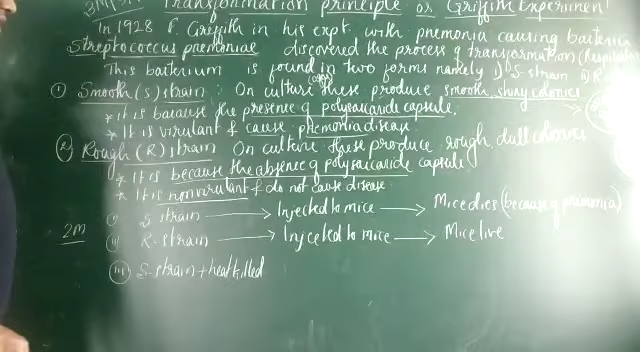 Transformation principle or Griffith Experiment
In 1928 F. Griffith in his expt. with pnemonia causing bacteria
Streptococcus pnemoniae discovered the process of transformation
This baterium is found in two forms namely i) S-strain ii) R
① Smooth (S) strain : On culture these produce smooth, shiny colonies
* it is because the presence of polysaccaride capsule.
* It is virulant & cause phemonia disease.
② Rough (R) strain On culture these produce rough, dull colonies
* It is because the absence of polysaccaride capsule.
* It is nonvirulant & do not cause disease.
i) S strain → Injected to mice → Mice dies (because of pnemonia)
2M ii) R-strain → Injected to mice → Mice live
iii) S-strain + heat killed